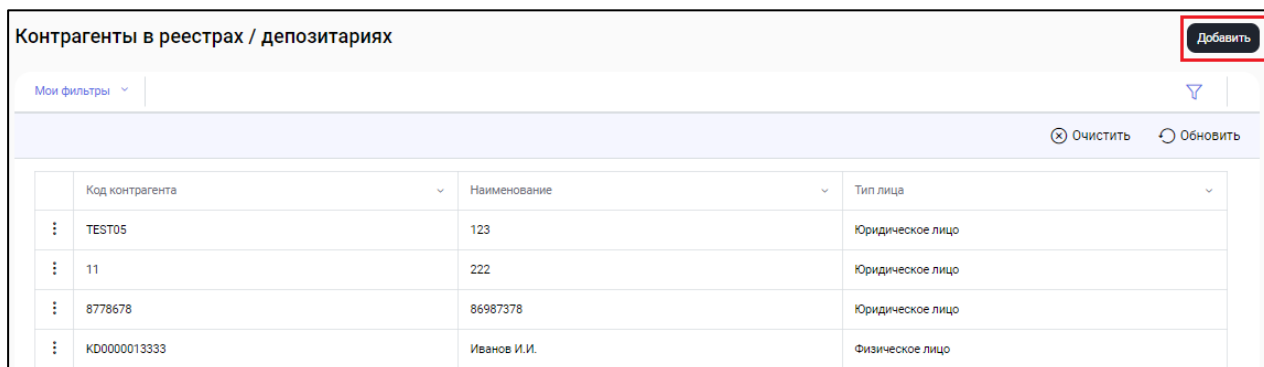 Контрагенты в реестрах / депозитариях
Добавить
Мои фильтры
Очистить Обновить
Код контрагента Наименование Тип лица
TEST05 123 Юридическое лицо
11 222 Юридическое лицо
8778678 86987378 Юридическое лицо
KD0000013333 Иванов И.И. Физическое лицо